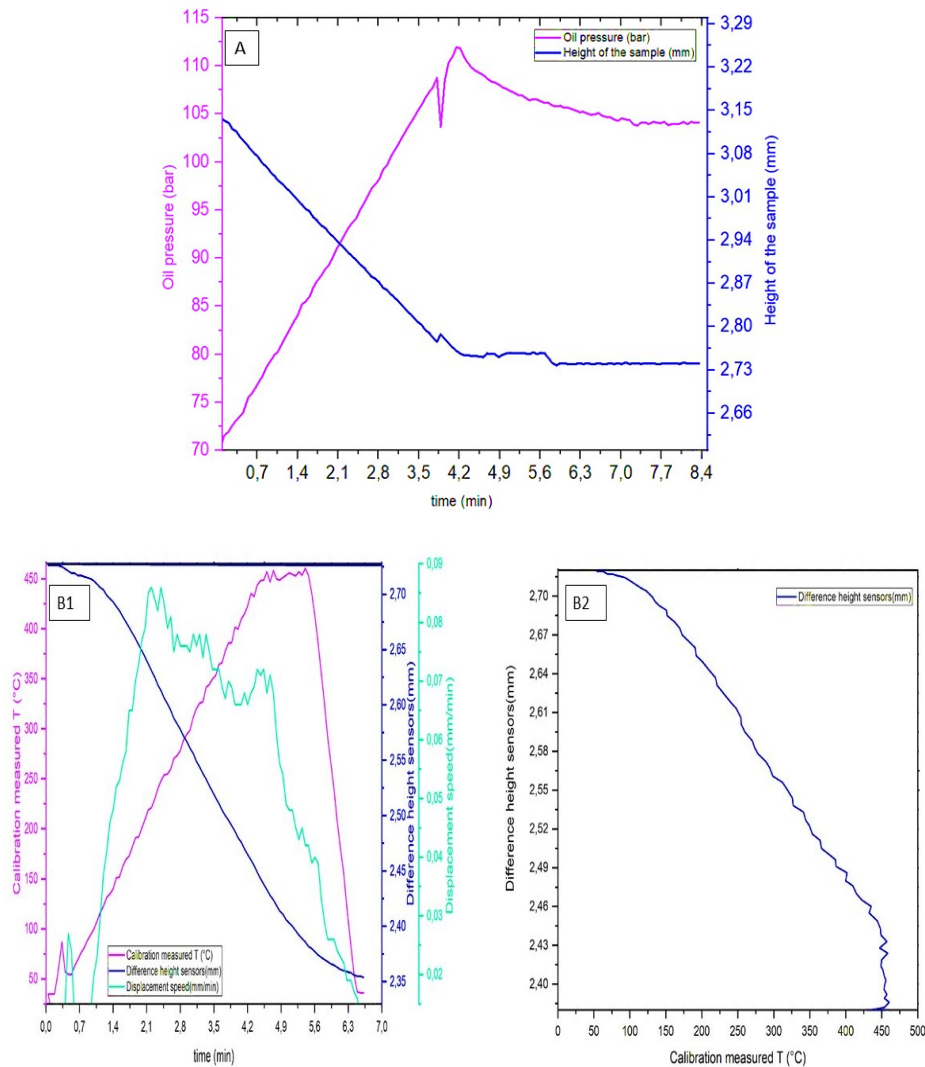 A
Oil pressure (bar)
Height of the sample (mm)
115
110
105
100
95
90
85
80
75
70
Oil pressure (bar)
3,29
3,22
3,15
3,08
3,01
2,94
2,87
2,80
2,73
2,66
Height of the sample (mm)
0,7 1,4 2,1 2,8 3,5 4,2 4,9 5,6 6,3 7,0 7,7 8,4
time (min)
B1
450
400
350
300
250
200
150
100
50
Calibration measured T (°C)
2,70
2,65
2,60
2,55
2,50
2,45
2,40
2,35
Difference height sensors(mm)
0,09
0,08
0,07
0,06
0,05
0,04
0,03
0,02
Displacement speed(mm/min)
Calibration measured T (°C)
Difference height sensors(mm)
Displacement speed(mm/min)
0,0 0,7 1,4 2,1 2,8 3,5 4,2 4,9 5,6 6,3 7,0
time (min)
B2
Difference height sensors(mm)
2,70
2,67
2,64
2,61
2,58
2,55
2,52
2,49
2,46
2,43
2,40
Difference height sensors(mm)
0 50 100 150 200 250 300 350 400 450 500
Calibration measured T (°C)